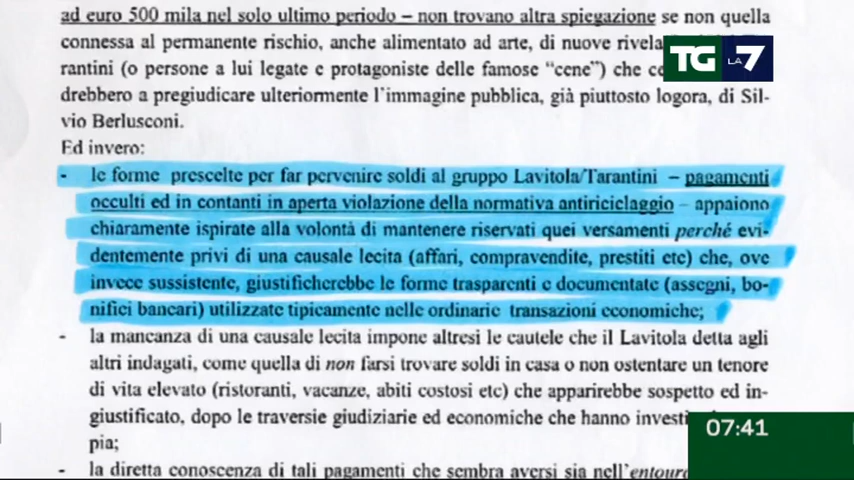 ad euro 500 mila nel solo ultimo periodo – non trovano altra spiegazione se non quella
connessa al permanente rischio, anche alimentato ad arte, di nuove
TG LA 7
rantini (o persone a lui legate e protagoniste delle famose “cene”) che
drebbero a pregiudicare ulteriormente l’immagine pubblica, già piuttosto logora, di Sil-
vio Berlusconi.
Ed invero:
- le forme prescelte per far pervenire soldi al gruppo Lavitola/Tarantini – pagamenti
occulti ed in contanti in aperta violazione della normativa antiriciclaggio – appaiono
chiaramente ispirate alla volontà di mantenere riservati quei versamenti perché evi-
dentemente privi di una causale lecita (affari, compravendite, prestiti etc) che, ove
invece sussistente, giustificherebbe le forme trasparenti e documentate (assegni, bo-
nifici bancari) utilizzate tipicamente nelle ordinarie transazioni economiche;
- la mancanza di una causale lecita impone altresì le cautele che il Lavitola detta agli
altri indagati, come quella di non farsi trovare soldi in casa o non ostentare un tenore
di vita elevato (ristoranti, vacanze, abiti costosi etc) che apparirebbe sospetto ed in-
giustificato, dopo le traversie giudiziarie ed economiche che hanno
pia;
07:41
- la diretta conoscenza di tali pagamenti che sembra aversi sia nell’